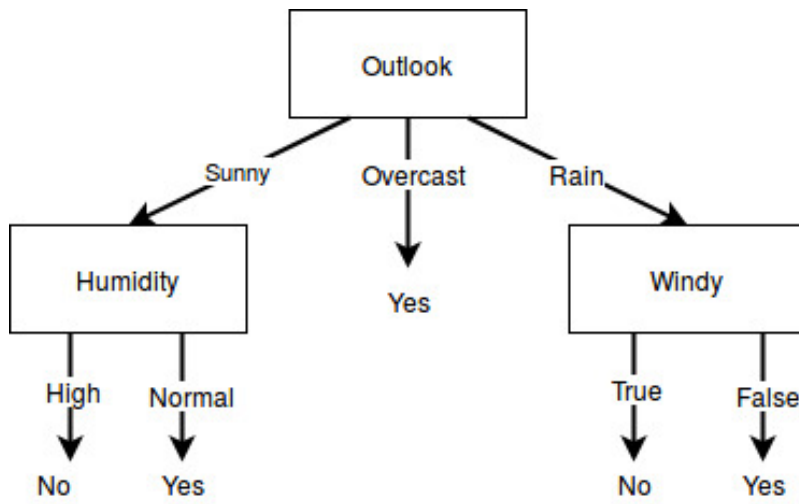 Outlook
Sunny
Overcast
Rain
Humidity
Yes
Windy
High
Normal
True
False
No
Yes
No
Yes